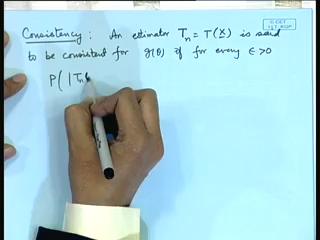 Consistency : An estimator Tn = T(X) is said
to be consistent for g(θ) if for every ε >0
P( |Tn